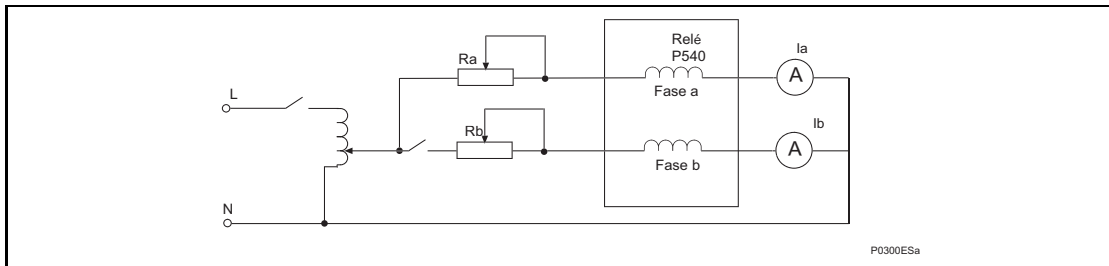 Relé
P540
Ia
Ra
A
Fase a
L
Ib
Rb
A
Fase b
N
P0300ESa